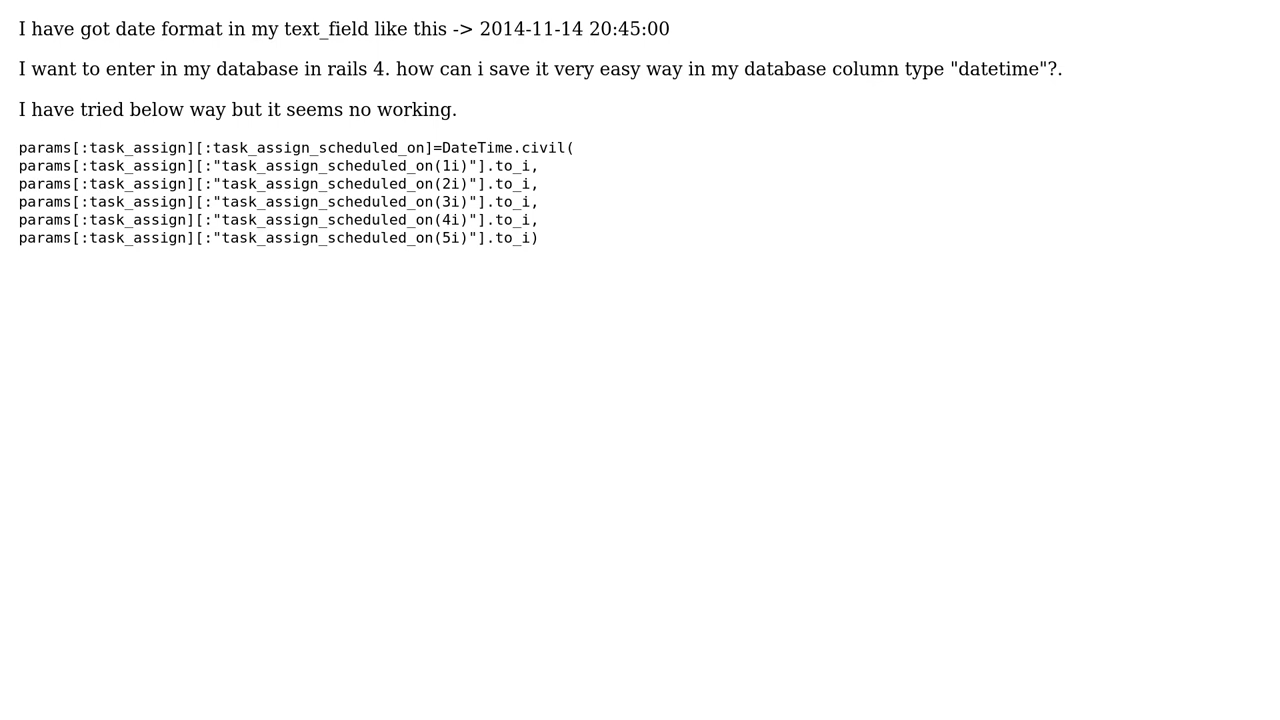 I have got date format in my text_field like this -> 2014-11-14 20:45:00
I want to enter in my database in rails 4. how can i save it very easy way in my database column type "datetime"?.
I have tried below way but it seems no working.
params[:task_assign][:task_assign_scheduled_on]=DateTime.civil(
params[:task_assign][:"task_assign_scheduled_on(1i)"].to_i,
params[:task_assign][:"task_assign_scheduled_on(2i)"].to_i,
params[:task_assign][:"task_assign_scheduled_on(3i)"].to_i,
params[:task_assign][:"task_assign_scheduled_on(4i)"].to_i,
params[:task_assign][:"task_assign_scheduled_on(5i)"].to_i)